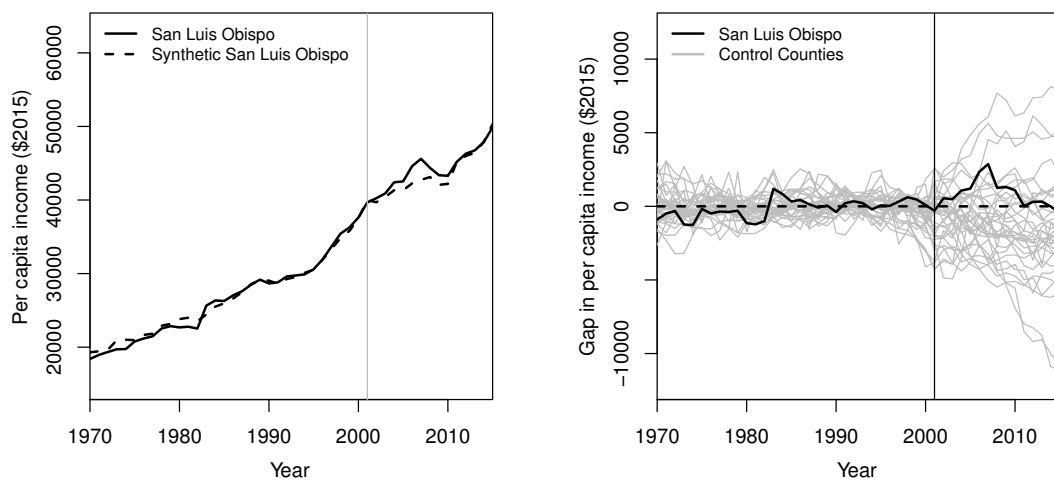 San Luis Obispo
Synthetic San Luis Obispo
Per capita income ($2015)
60000
50000
40000
30000
20000
1970
1980
1990
2000
2010
Year
San Luis Obispo
Control Counties
Gap in per capita income ($2015)
10000
5000
0
−5000
−10000
1970
1980
1990
2000
2010
Year